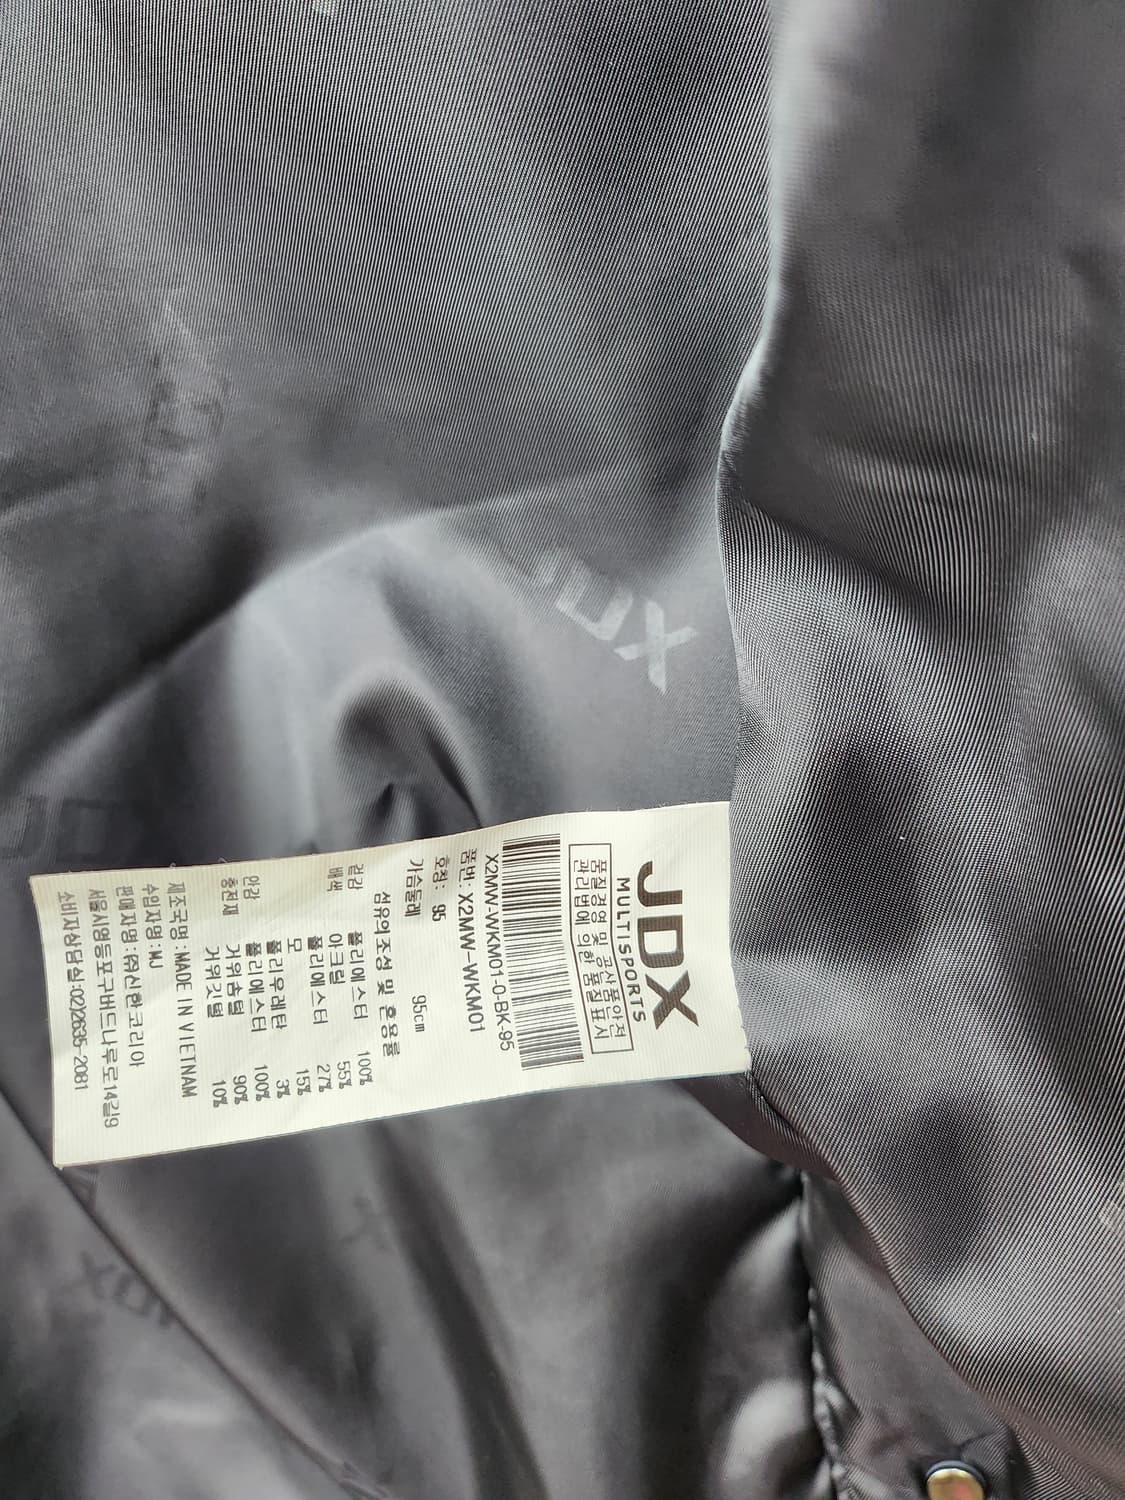 JDX
MULTISPORTS
품질경영 및 공산품안전
관리법에 의한 품질표시
X2MW-WKM01-0-BK-95
품번: X2MW-WKM01
호칭: 95
가슴둘레 95cm
섬유의 조성 및 혼용율
겉감 폴리에스터 100%
배색 아크릴 55%
폴리에스터 27%
모 15%
폴리우레탄 3%
안감 폴리에스터 100%
충전재 거위솜털 90%
거위깃털 10%
제조국명:MADE IN VIETNAM
수입자명:MJ
판매자명:(주)신한코리아
서울시영등포구버드나루로14길9
소비자상담실:02)2635-2081
JDX
JDX